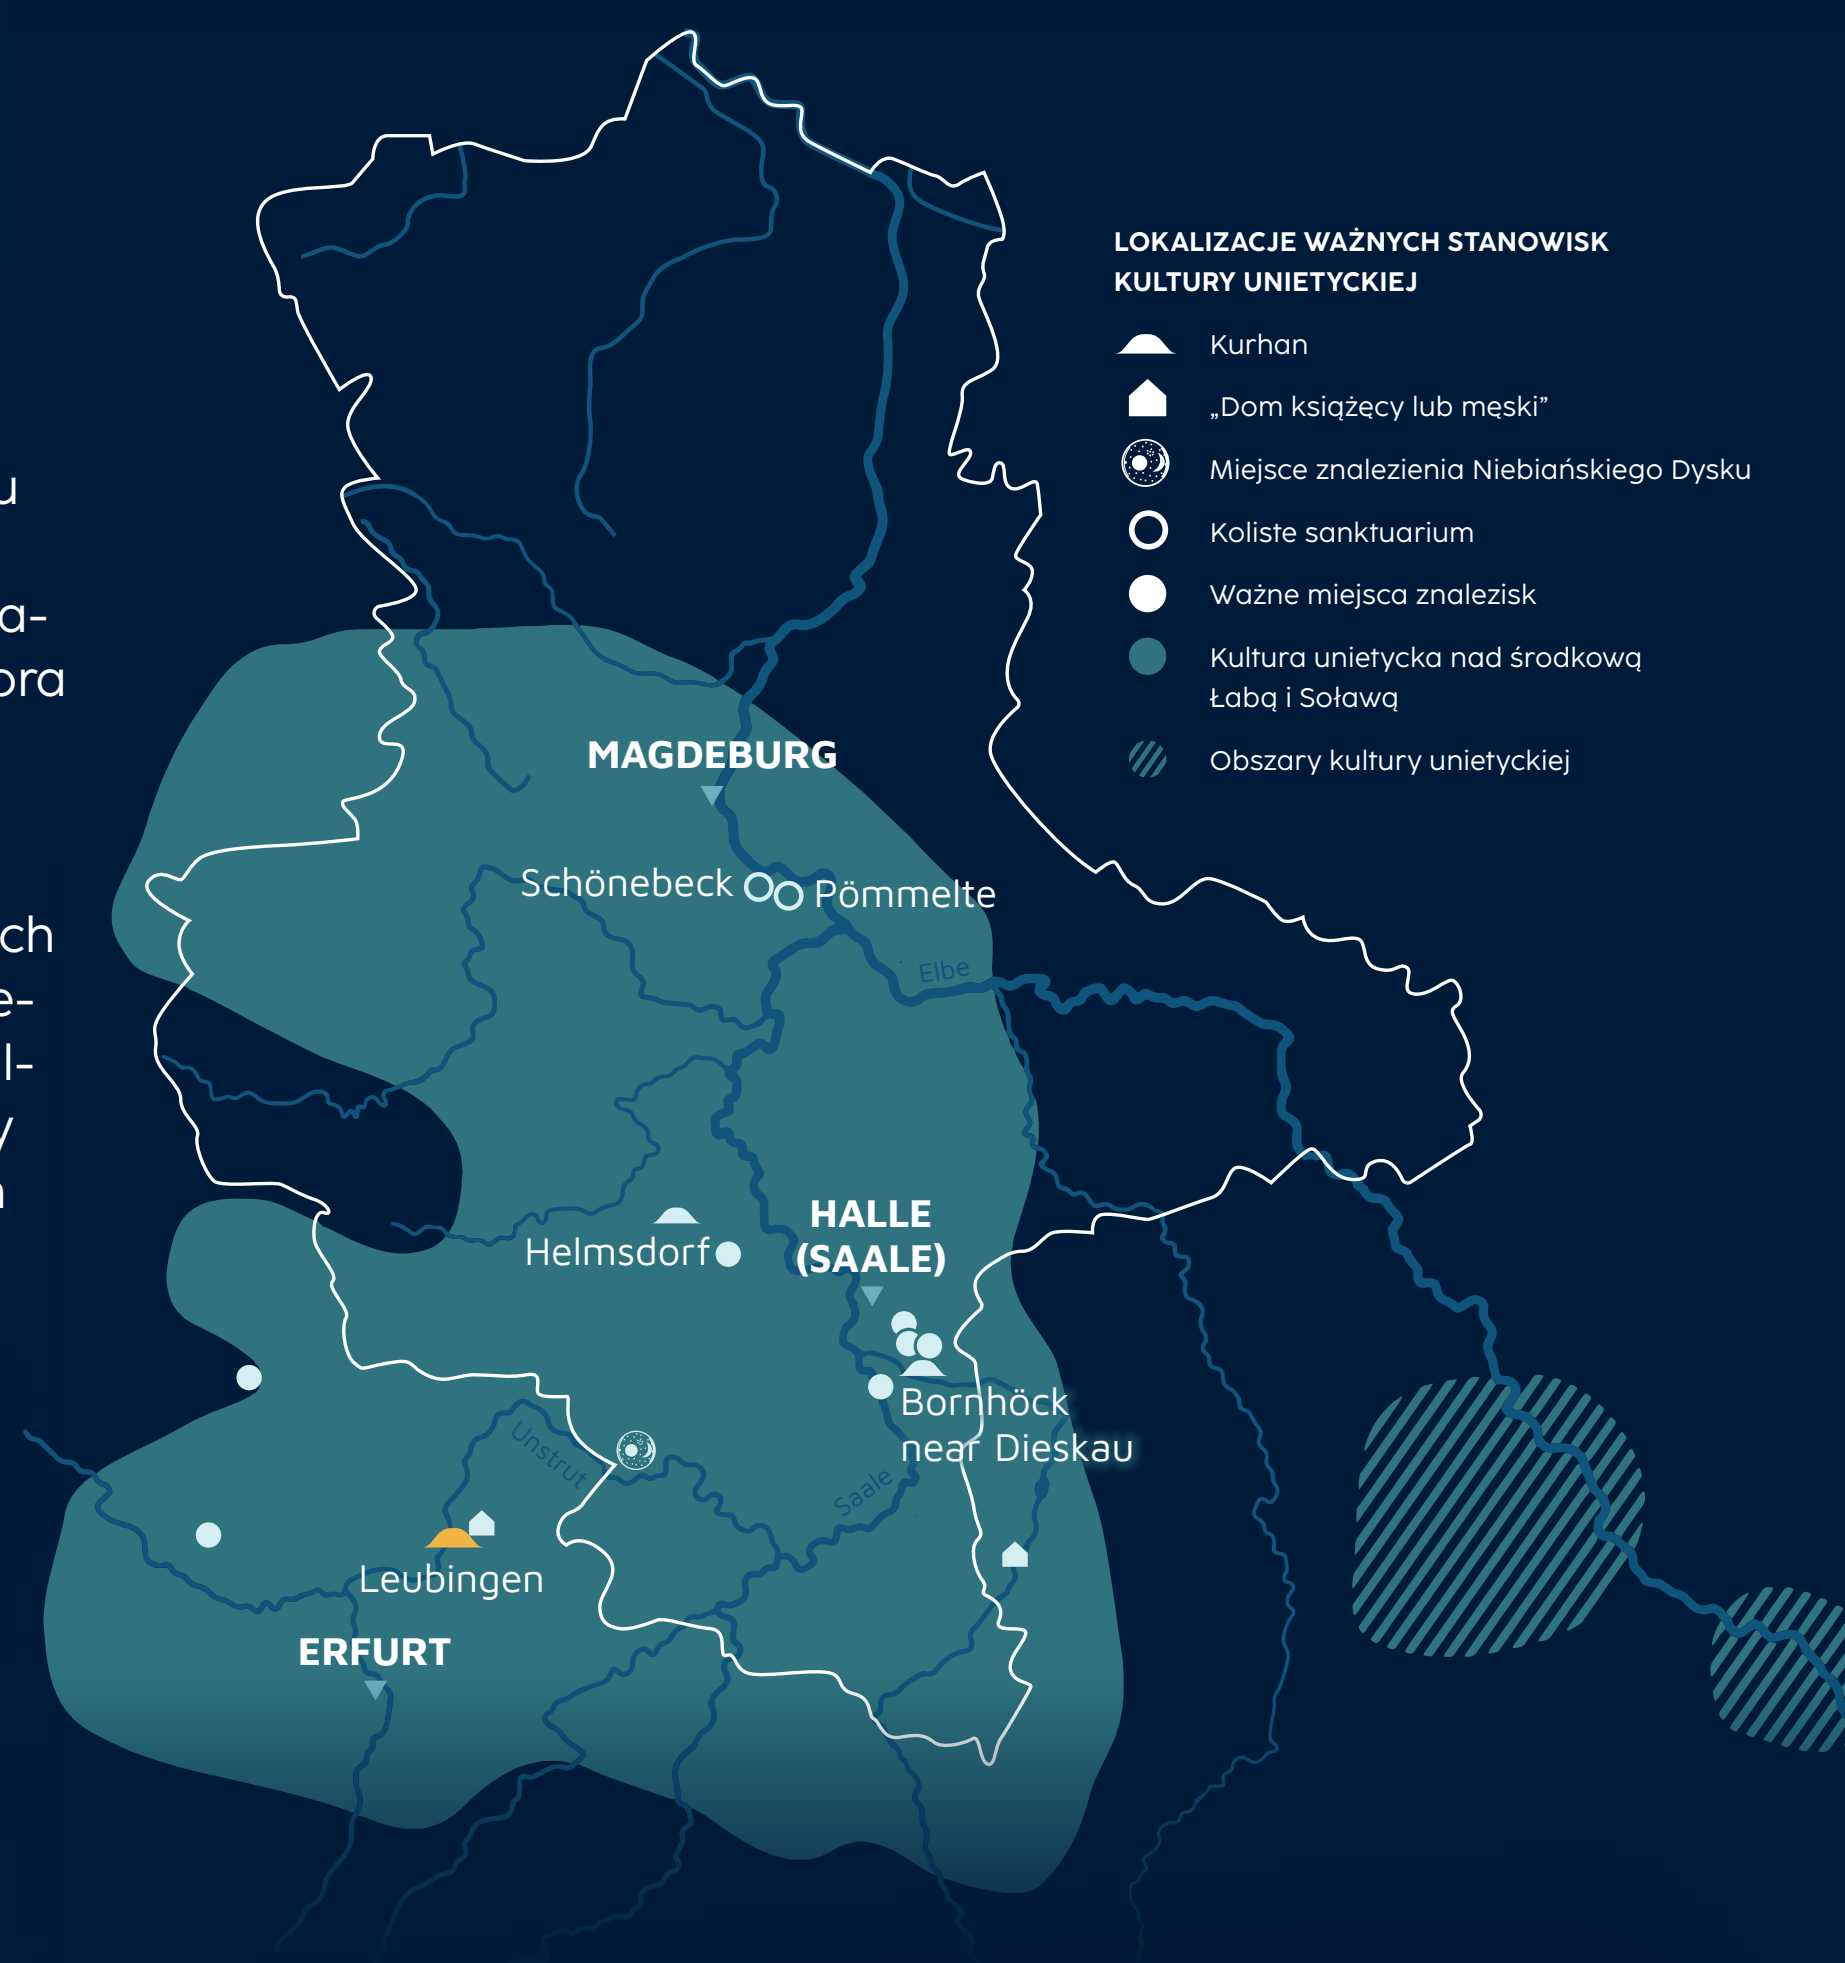 u
a-
ora
ch
e-
l-
y
LOKALIZACJE WAŻNYCH STANOWISK
KULTURY UNIETYCKIEJ
Kurhan
„Dom książęcy lub męski”
Miejsce znalezienia Niebiańskiego Dysku
Koliste sanktuarium
Ważne miejsca znalezisk
Kultura unietycka nad środkową
Łabą i Soławą
Obszary kultury unietyckiej
MAGDEBURG
Schönebeck
Pömmelte
Elbe
HALLE
(SAALE)
Helmsdorf
Bornhöck
near Dieskau
Unstrut
Saale
Leubingen
ERFURT